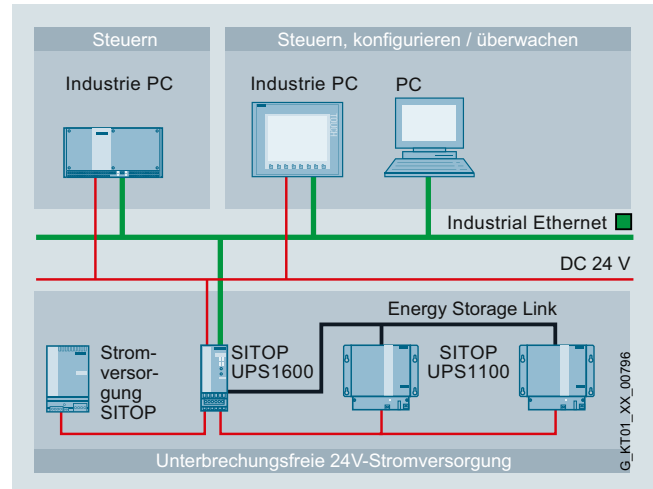 Steuern
Steuern, konfigurieren / überwachen
Industrie PC
Industrie PC
PC
Industrial Ethernet
DC 24 V
Energy Storage Link
Strom-
versor-
gung
SITOP
SITOP
UPS1600
SITOP
UPS1100
G_KT01_XX_00796
Unterbrechungsfreie 24V-Stromversorgung